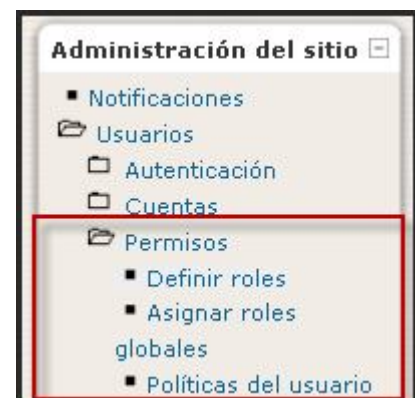 Administración del sitio
Notificaciones
Usuarios
Autenticación
Cuentas
Permisos
Definir roles
Asignar roles
globales
Políticas del usuario